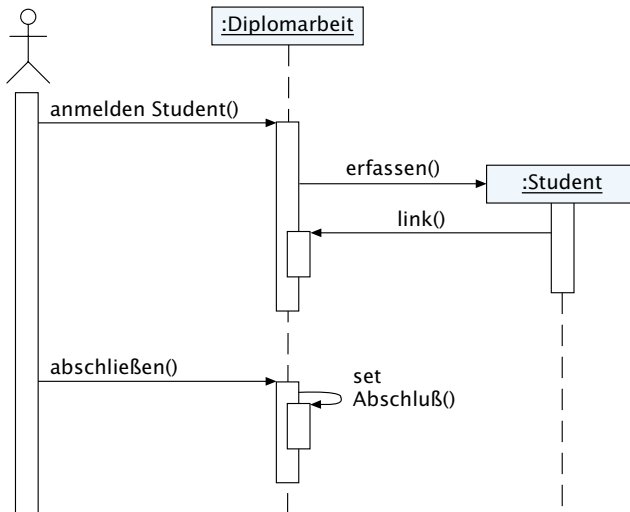 :Diplomarbeit
anmelden Student()
erfassen()
:Student
link()
abschließen()
set
Abschluß()